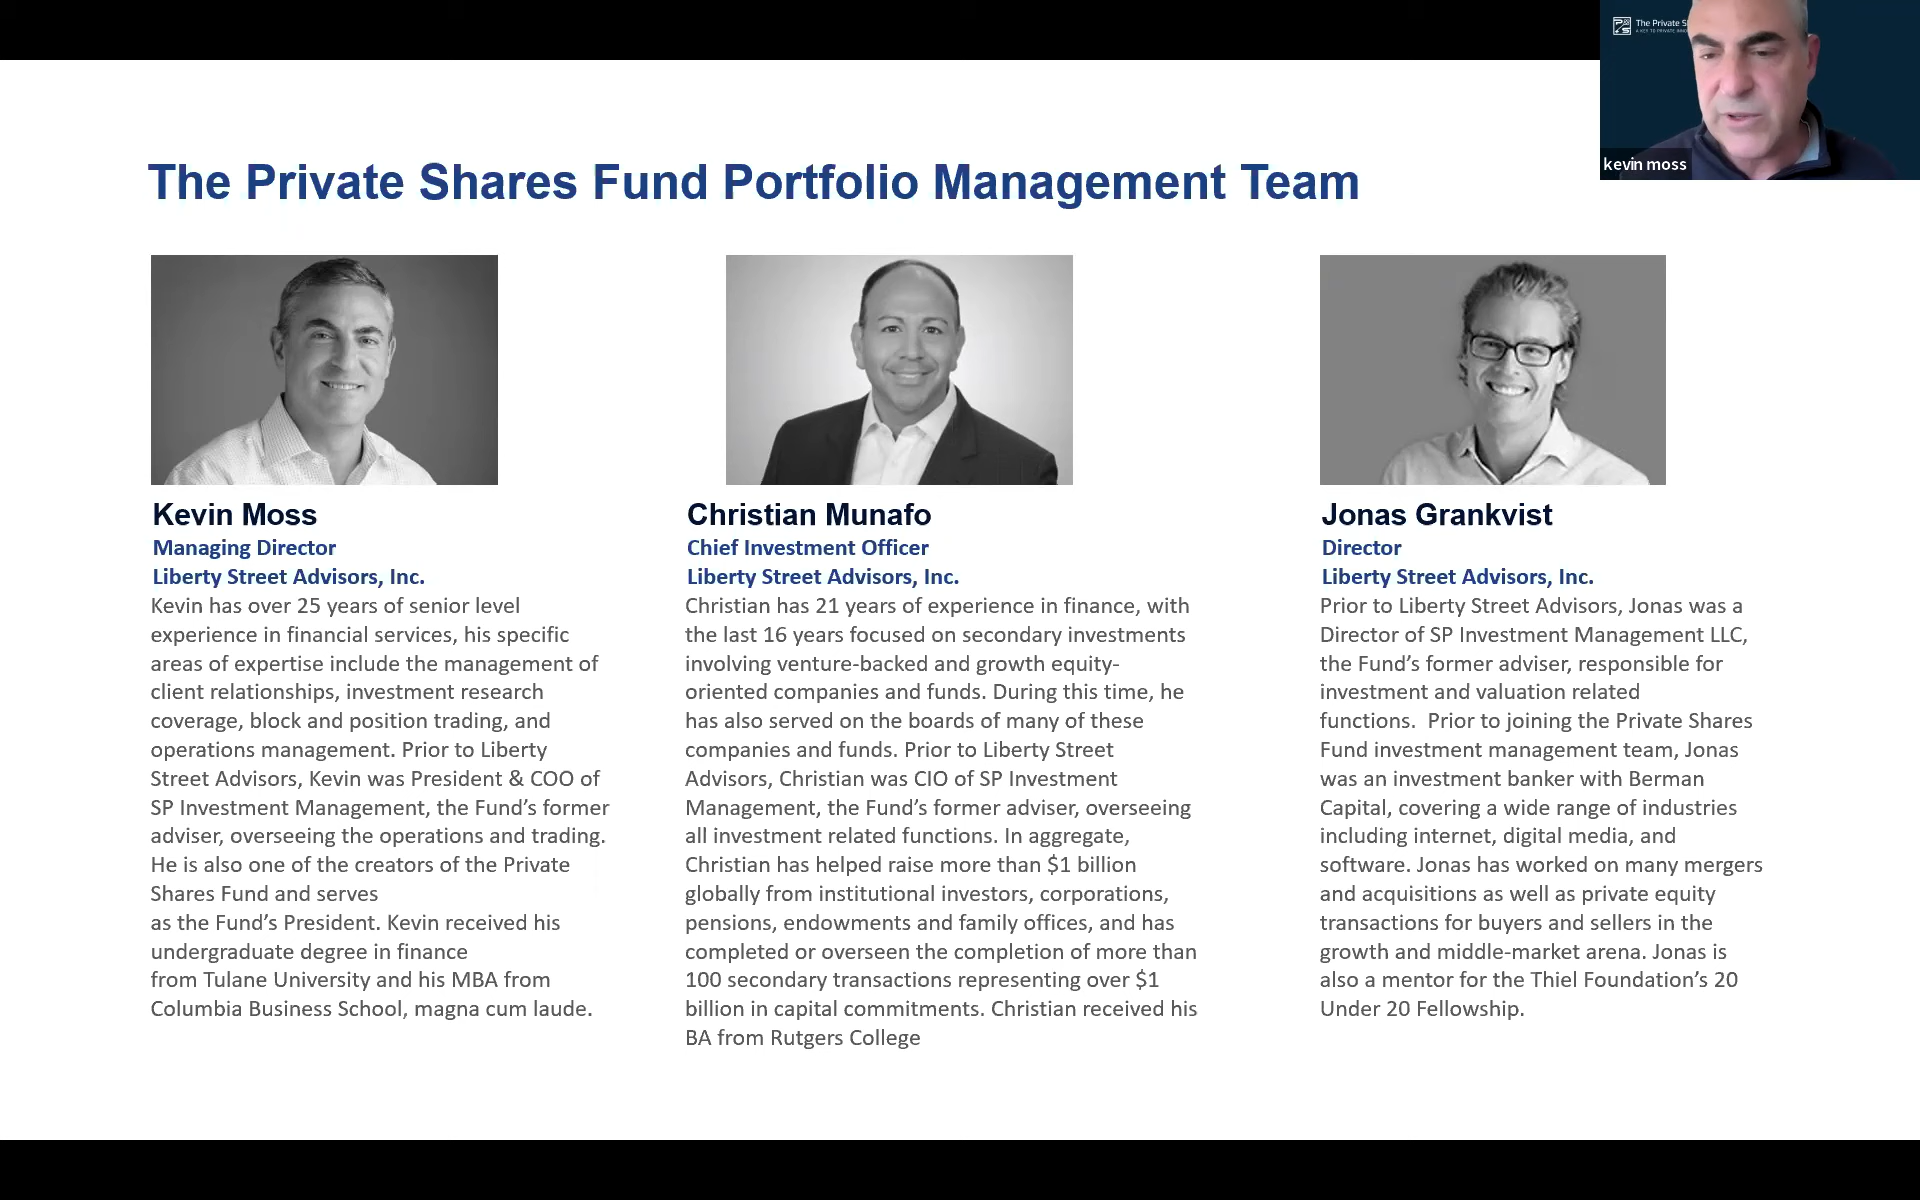 The Private S
A KEY TO PRIVATE INNO
kevin moss
The Private Shares Fund Portfolio Management Team
Kevin Moss
Managing Director
Liberty Street Advisors, Inc.
Kevin has over 25 years of senior level
experience in financial services, his specific
areas of expertise include the management of
client relationships, investment research
coverage, block and position trading, and
operations management. Prior to Liberty
Street Advisors, Kevin was President & COO of
SP Investment Management, the Fund’s former
adviser, overseeing the operations and trading.
He is also one of the creators of the Private
Shares Fund and serves
as the Fund’s President. Kevin received his
undergraduate degree in finance
from Tulane University and his MBA from
Columbia Business School, magna cum laude.
Christian Munafo
Chief Investment Officer
Liberty Street Advisors, Inc.
Christian has 21 years of experience in finance, with
the last 16 years focused on secondary investments
involving venture-backed and growth equity-
oriented companies and funds. During this time, he
has also served on the boards of many of these
companies and funds. Prior to Liberty Street
Advisors, Christian was CIO of SP Investment
Management, the Fund’s former adviser, overseeing
all investment related functions. In aggregate,
Christian has helped raise more than $1 billion
globally from institutional investors, corporations,
pensions, endowments and family offices, and has
completed or overseen the completion of more than
100 secondary transactions representing over $1
billion in capital commitments. Christian received his
BA from Rutgers College
Jonas Grankvist
Director
Liberty Street Advisors, Inc.
Prior to Liberty Street Advisors, Jonas was a
Director of SP Investment Management LLC,
the Fund’s former adviser, responsible for
investment and valuation related
functions.  Prior to joining the Private Shares
Fund investment management team, Jonas
was an investment banker with Berman
Capital, covering a wide range of industries
including internet, digital media, and
software. Jonas has worked on many mergers
and acquisitions as well as private equity
transactions for buyers and sellers in the
growth and middle-market arena. Jonas is
also a mentor for the Thiel Foundation’s 20
Under 20 Fellowship.